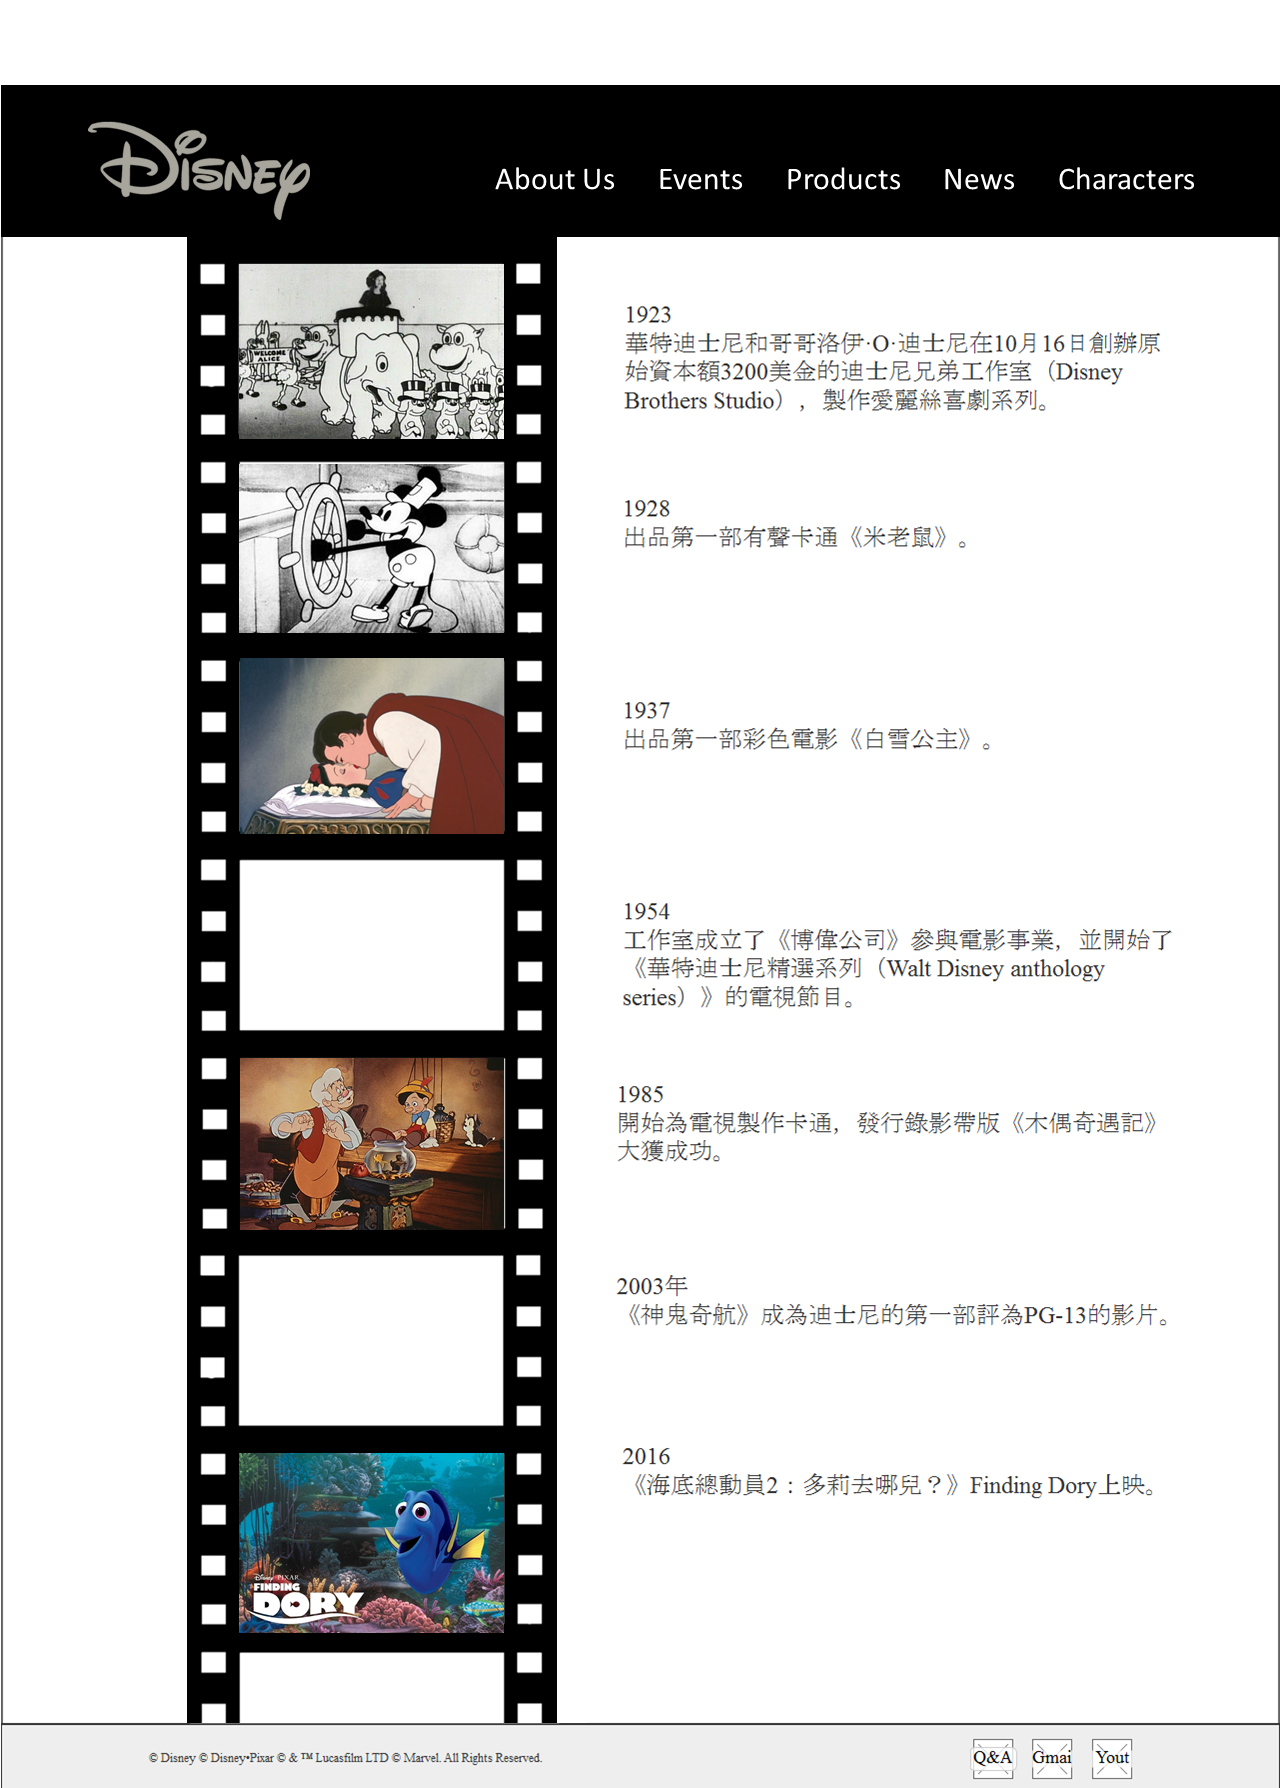 Disney
About Us Events Products News Characters
WELCOME
ALICE
1923
華特迪士尼和哥哥洛伊·O·迪士尼在10月16日創辦原
始資本額3200美金的迪士尼兄弟工作室（Disney
Brothers Studio），製作愛麗絲喜劇系列。
1928
出品第一部有聲卡通《米老鼠》。
1937
出品第一部彩色電影《白雪公主》。
1954
工作室成立了《博偉公司》參與電影事業，並開始了
《華特迪士尼精選系列（Walt Disney anthology
series）》的電視節目。
1985
開始為電視製作卡通，發行錄影帶版《木偶奇遇記》
大獲成功。
2003年
《神鬼奇航》成為迪士尼的第一部評為PG-13的影片。
2016
《海底總動員2：多莉去哪兒？》Finding Dory上映。
Disney PIXAR
FINDING
DORY
© Disney © Disney•Pixar © & ™ Lucasfilm LTD © Marvel. All Rights Reserved.
Q&A Gmai Yout